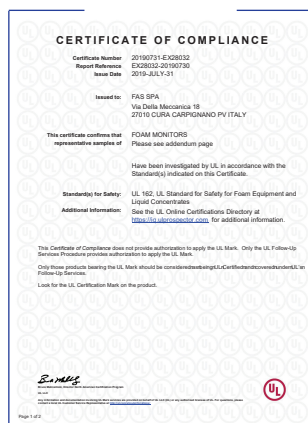 CERTIFICATE OF COMPLIANCE
Certificate Number 20190731-EX28032
Report Reference EX28032-20190730
Issue Date 2019-JULY-31
Issued to: FAS SPA
Via Della Meccanica 18
27010 CURA CARPIGNANO PV ITALY
This certificate confirms that FOAM MONITORS
representative samples of Please see addendum page
Have been investigated by UL in accordance with the
Standard(s) indicated on this Certificate.
Standard(s) for Safety: UL 162, UL Standard for Safety for Foam Equipment and
Liquid Concentrates
Additional Information: See the UL Online Certifications Directory at
https://iq.ulprospector.com for additional information.
This Certificate of Compliance does not provide authorization to apply the UL Mark. Only the UL Follow-Up
Services Procedure provides authorization to apply the UL Mark.
Only those products bearing the UL Mark should be considered as being UL Certified and covered under UL's
Follow-Up Services.
Look for the UL Certification Mark on the product.
UL
Page 1 of 2